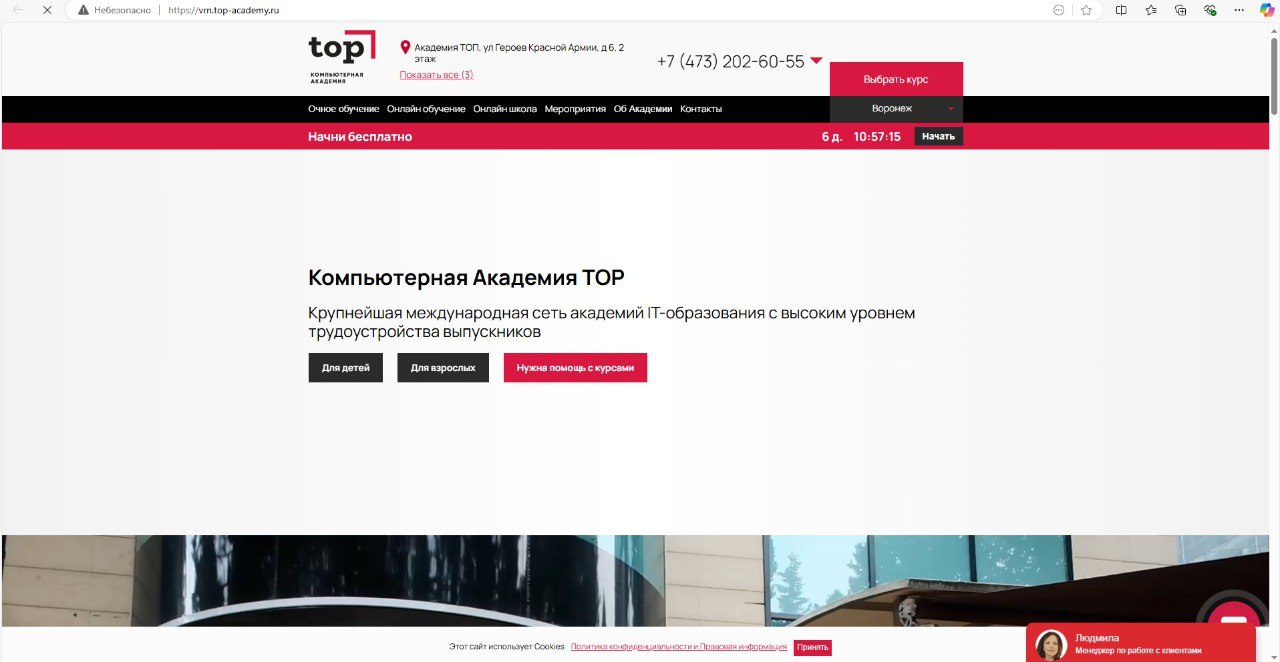 Небезопасно
https://vrn.top-academy.ru
top
КОМПЬЮТЕРНАЯ
АКАДЕМИЯ
Академия ТОП. ул Героев Красной Армии, д 6, 2
этаж
Показать все (3)
+7 (473) 202-60-55
Выбрать курс
Очное обучение Онлайн обучение Онлайн школа Мероприятия Об Академии Контакты
Воронеж
Начни бесплатно
6 д. 10:57:15
Начать
Компьютерная Академия TOP
Крупнейшая международная сеть академий IT-образования с высоким уровнем
трудоустройства выпускников
Для детей
Для взрослых
Нужна помощь с курсами
Этот сайт использует Cookies Политика конфиденциальности и Правовая информация Принять
Людмила
Менеджер по работе с клиентами